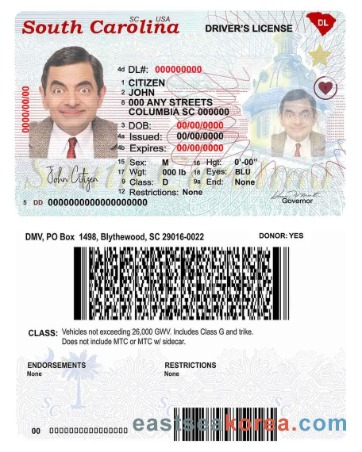 SC USA
South Carolina DRIVER'S LICENSE
DL
4d DL#: 000000000
1 CITIZEN
2 JOHN
8 000 ANY STREETS
COLUMBIA SC 000000
3 DOB: 00/00/0000
4a Issued: 00/00/0000
4b Expires: 00/00/0000
00/00/0000
15 Sex: M 16 Hgt: 0'-00"
17 Wgt: 000 lb 18 Eyes: BLU
9 Class: D 9a End: None
12 Restrictions: None
John Citizen
Governor
5 DD 0000000000000000000
DMV, PO Box 1498, Blythewood, SC 29016-0022 DONOR: YES
CLASS: Vehicles not exceeding 26,000 GWV. Includes Class G and trike.
Does not include MTC or MTC w/ sidecar.
ENDORSEMENTS RESTRICTIONS:
None None
SC
eastseakorea.com
00 0000000000000000